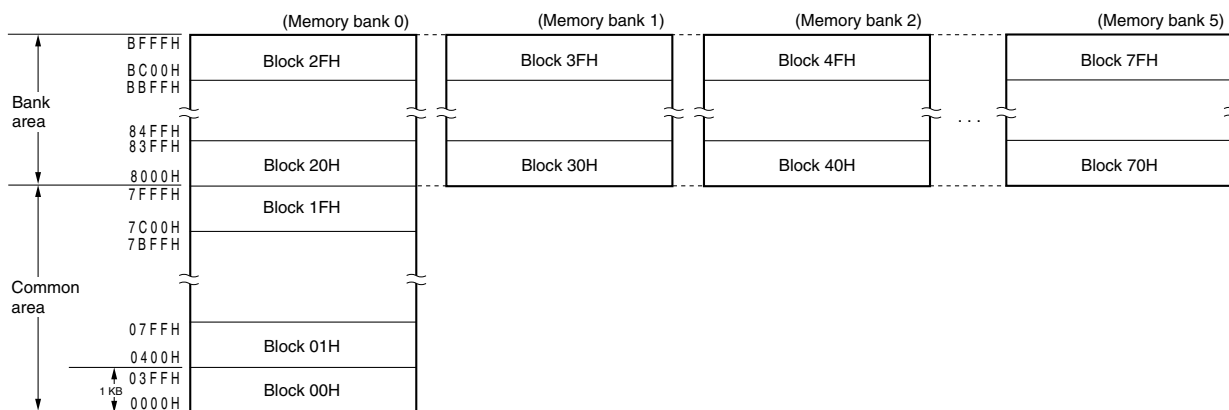 (Memory bank 0) (Memory bank 1) (Memory bank 2) (Memory bank 5)
BFFFH
Block 2FH Block 3FH Block 4FH Block 7FH
BC00H
BBFFH
Bank
area
. . .
84FFH
83FFH
Block 20H Block 30H Block 40H Block 70H
8000H
7FFFH
Block 1FH
7C00H
7BFFH
Common
area
07FFH
Block 01H
0400H
03FFH
1 KB
Block 00H
0000H